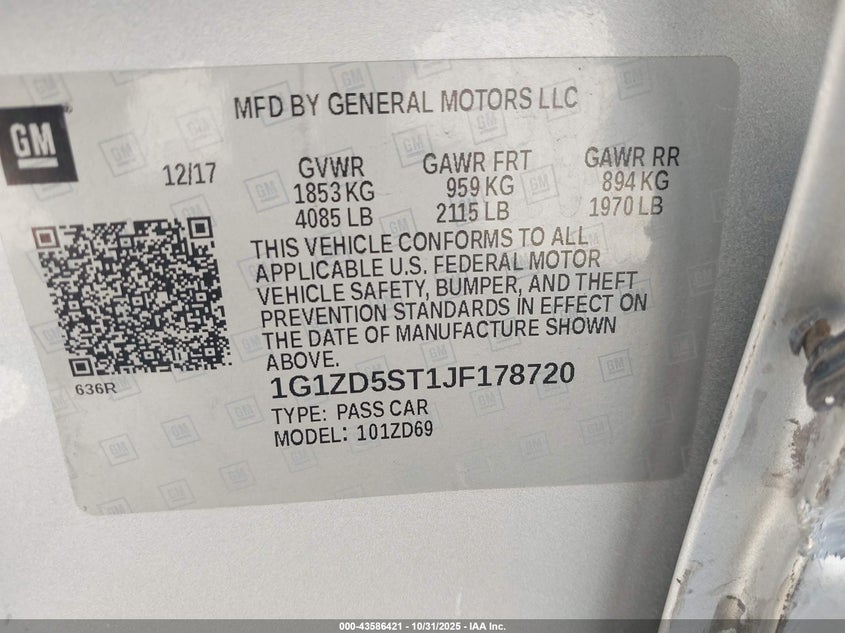 MFD BY GENERAL MOTORS LLC
GM
12/17
GVWR
1853 KG
4085 LB
GAWR FRT
959 KG
2115 LB
GAWR RR
894 KG
1970 LB
THIS VEHICLE CONFORMS TO ALL
APPLICABLE U.S. FEDERAL MOTOR
VEHICLE SAFETY, BUMPER, AND THEFT
PREVENTION STANDARDS IN EFFECT ON
THE DATE OF MANUFACTURE SHOWN
ABOVE.
636R
1G1ZD5ST1JF178720
TYPE: PASS CAR
MODEL: 101ZD69
000-43586421 - 10/31/2025 - IAA Inc.